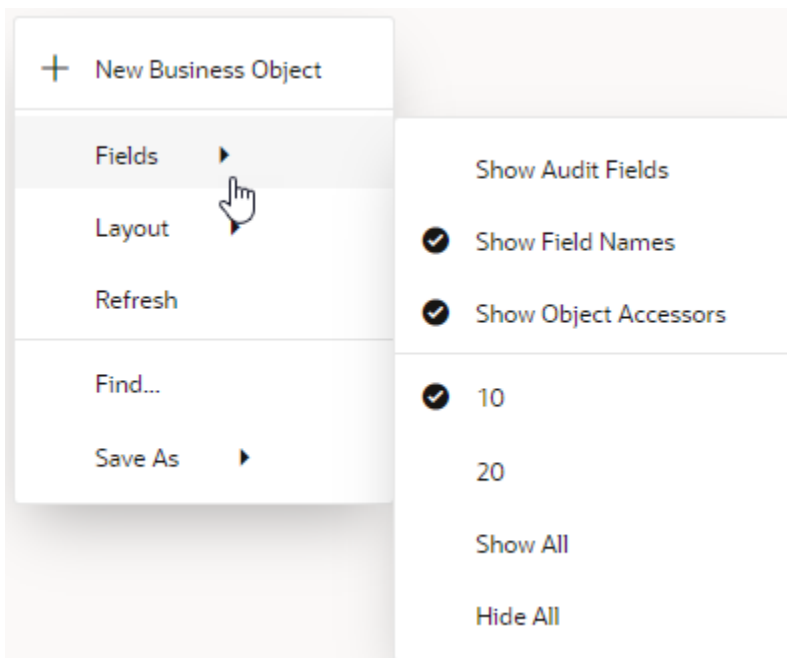 New Business Object
Fields
Layout
Refresh
Find...
Save As
Show Audit Fields
Show Field Names
Show Object Accessors
10
20
Show All
Hide All